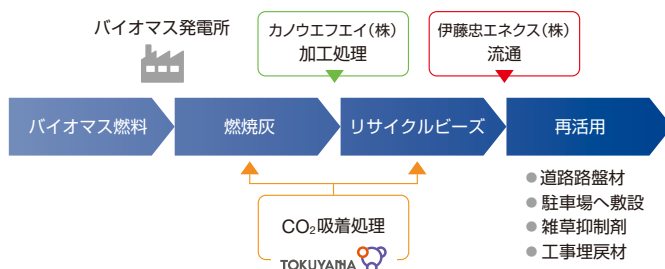 バイオマス発電所
カノウエフエイ(株)
加工処理
伊藤忠エネクス(株)
流通
バイオマス燃料
燃焼灰
リサイクルビーズ
再活用
CO₂吸着処理
TOKUYAMA
● 道路路盤材
● 駐車場へ敷設
● 雑草抑制剤
● 工事埋戻材